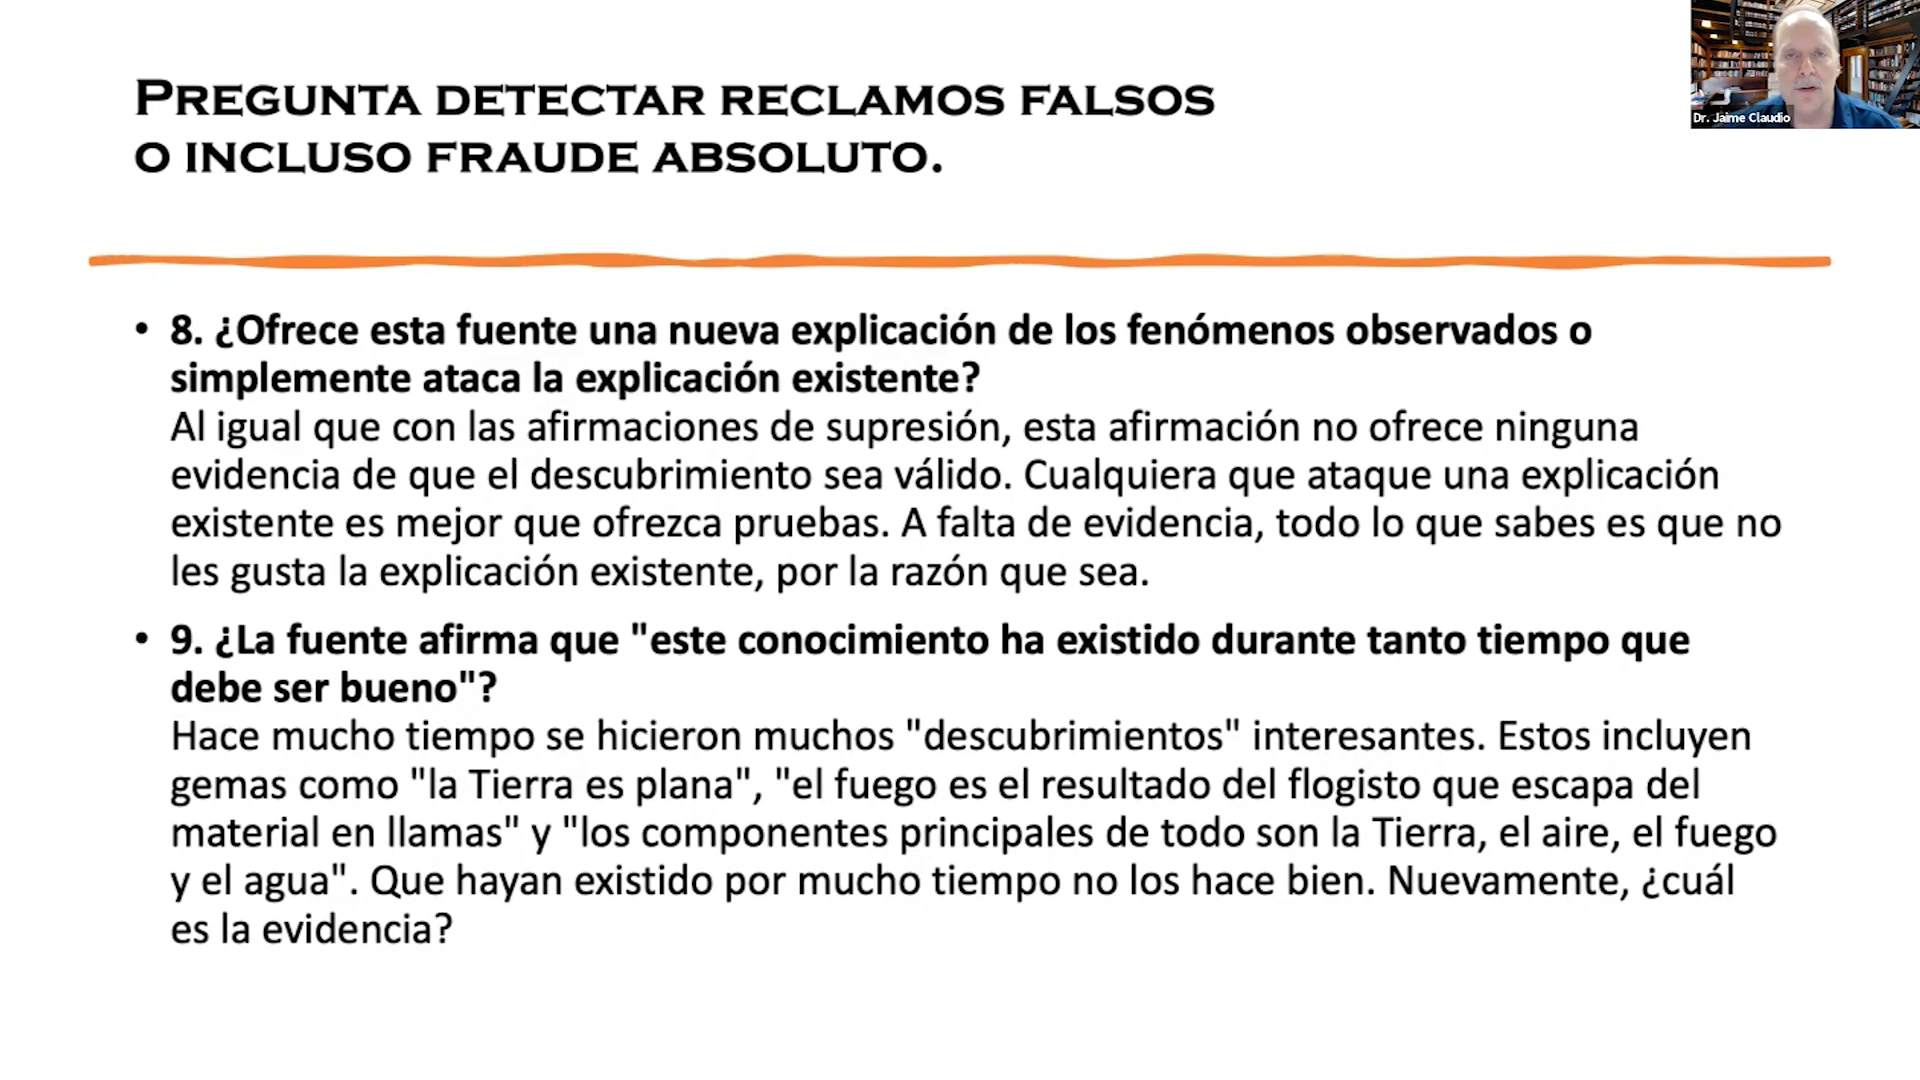 PREGUNTA DETECTAR RECLAMOS FALSOS
O INCLUSO FRAUDE ABSOLUTO.
Dr. Jaime Claudio
• 8. ¿Ofrece esta fuente una nueva explicación de los fenómenos observados o
simplemente ataca la explicación existente?
Al igual que con las afirmaciones de supresión, esta afirmación no ofrece ninguna
evidencia de que el descubrimiento sea válido. Cualquiera que ataque una explicación
existente es mejor que ofrezca pruebas. A falta de evidencia, todo lo que sabes es que no
les gusta la explicación existente, por la razón que sea.
• 9. ¿La fuente afirma que "este conocimiento ha existido durante tanto tiempo que
debe ser bueno"?
Hace mucho tiempo se hicieron muchos "descubrimientos" interesantes. Estos incluyen
gemas como "la Tierra es plana", "el fuego es el resultado del flogisto que escapa del
material en llamas" y "los componentes principales de todo son la Tierra, el aire, el fuego
y el agua". Que hayan existido por mucho tiempo no los hace bien. Nuevamente, ¿cuál
es la evidencia?